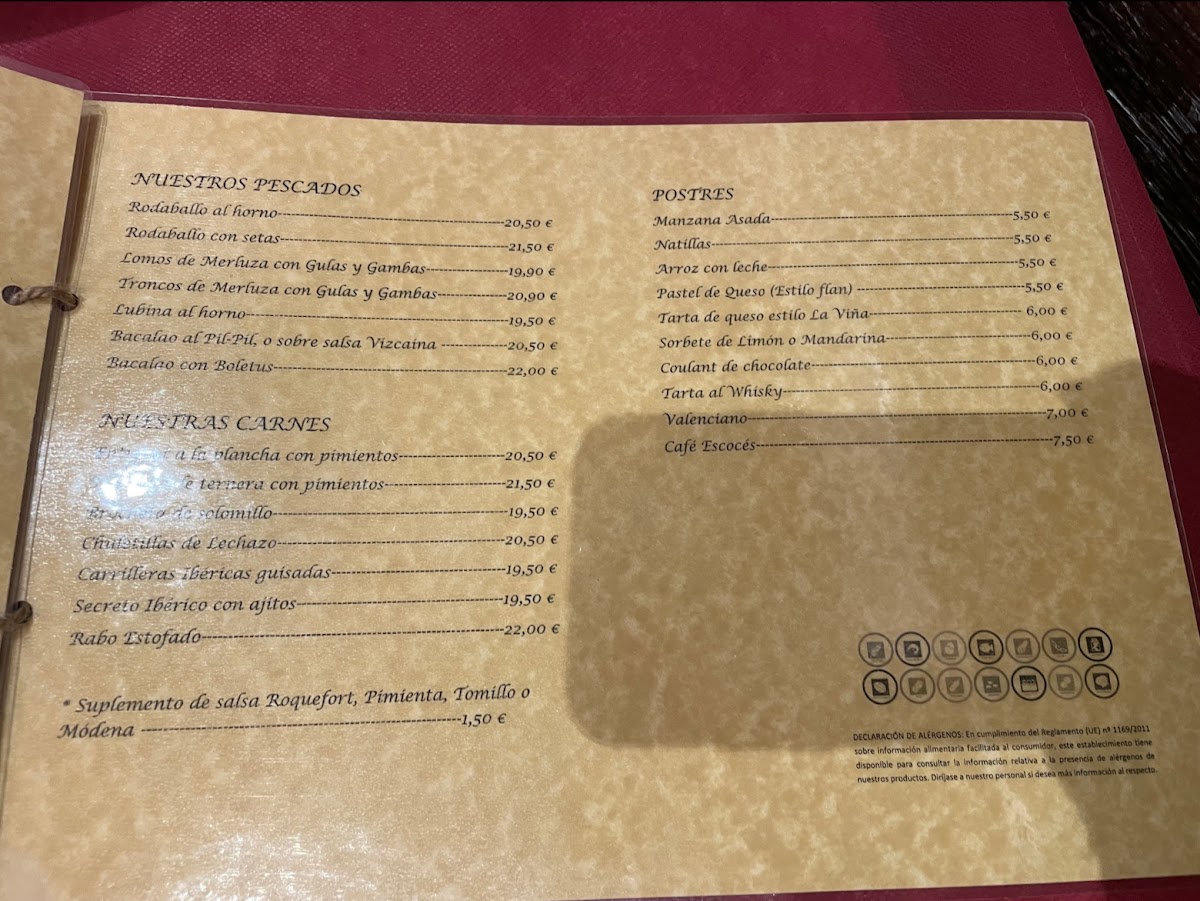 NUESTROS PESCADOS
Rodaballo al horno------------------------20,50 €
Rodaballo con setas------------------------21,50 €
Lomos de Merluza con Gulas y Gambas---------19,90 €
Troncos de Merluza con Gulas y Gambas--------20,90 €
Lubina al horno----------------------------19,50 €
Bacalao al Pil-Pil, o sobre salsa Vizcaina -------20,50 €
Bacalao con Boletus-------------------------22,00 €
NUESTRAS CARNES
a la plancha con pimientos-----------20,50 €
ternera con pimientos-------------21,50 €
de solomillo-------------------------19,50 €
Chuletillas de Lechazo-------------------------20,50 €
Carrilleras Ibéricas guisadas-------------------19,50 €
Secreto Ibérico con ajitos----------------------19,50 €
Rabo Estofado--------------------------------22,00 €
* Suplemento de salsa Roquefort, Pimienta, Tomillo o
Módena -----------------------------------1,50 €
POSTRES
Manzana Asada---------------------------5,50 €
Natillas---------------------------------5,50 €
Arroz con leche---------------------------5,50 €
Pastel de Queso (Estilo flan) ------------------5,50 €
Tarta de queso estilo La Viña---------------- 6,00 €
Sorbete de Limón o Mandarina---------------6,00 €
Coulant de chocolate------------------------6,00 €
Tarta al Whisky---------------------------6,00 €
Valenciano--------------------------------7,00 €
Café Escocés-------------------------------7,50 €
DECLARACIÓN DE ALÉRGENOS: En cumplimiento del Reglamento (UE) nº 1169/2011
sobre información alimentaria facilitada al consumidor, este establecimiento tiene
disponible para consultar la información relativa a la presencia de alérgenos de
nuestros productos. Diríjase a nuestro personal si desea más información al respecto.